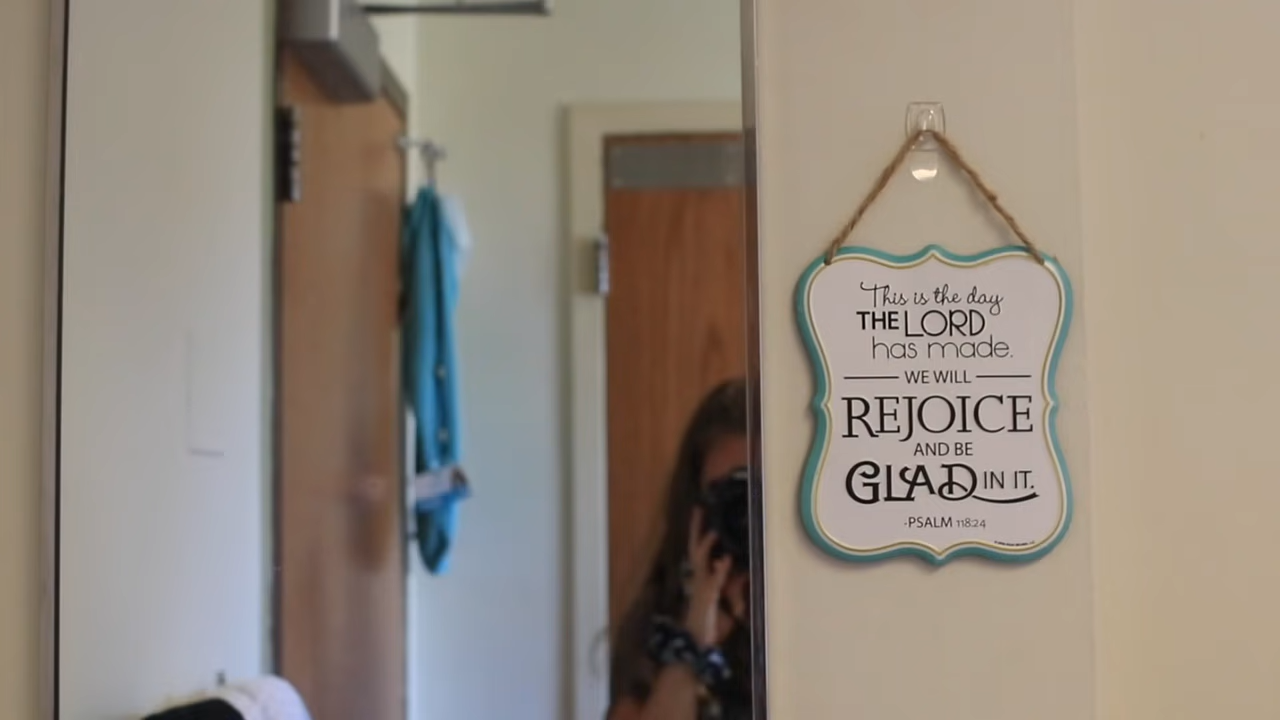 This is the day
THE LORD
has made.
WE WILL
REJOICE
AND BE
GLAD IN IT.
-PSALM 118:24